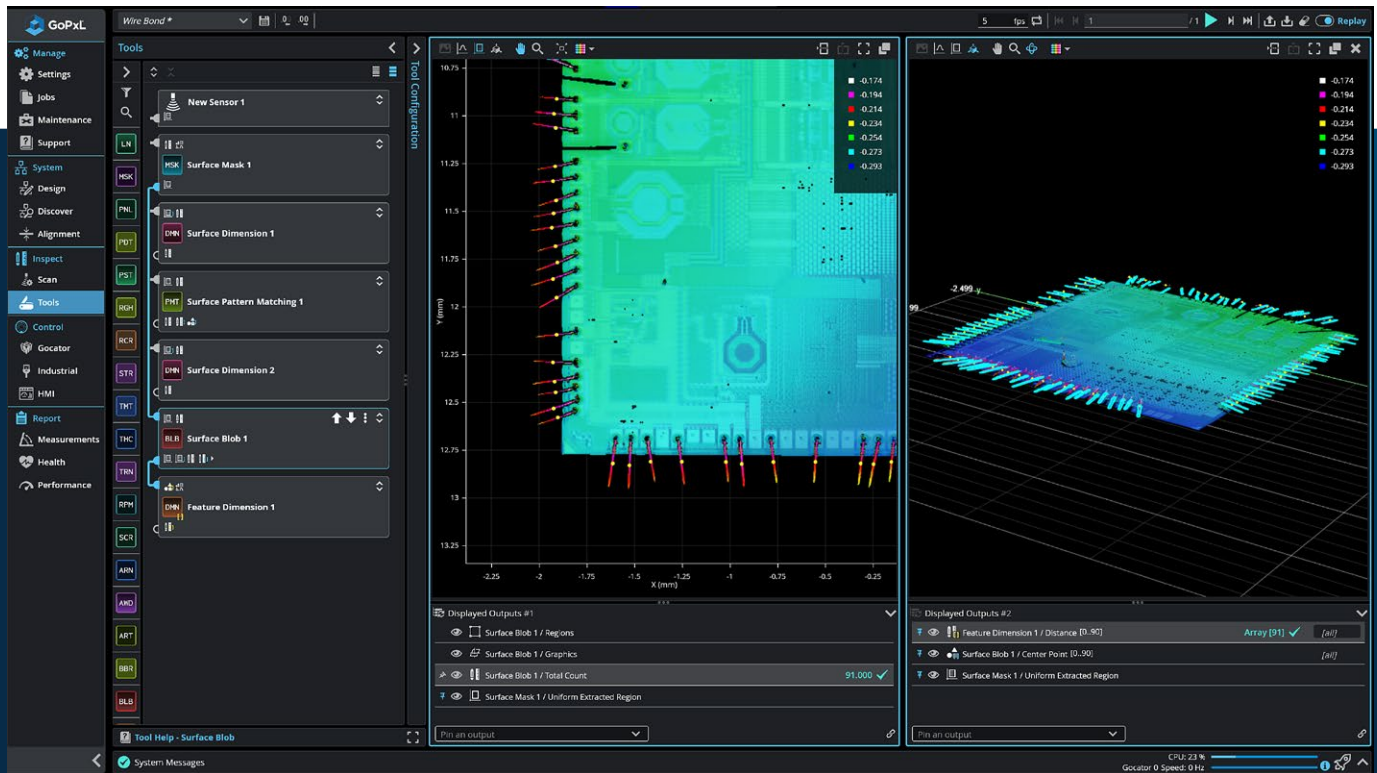 GoPxL
Wire Bond *
5 fps
1 / 1
Replay
Manage
Settings
Jobs
Maintenance
Support
System
Design
Discover
Alignment
Inspect
Scan
Tools
Control
Gocator
Industrial
HMI
Report
Measurements
Health
Performance
Tools
LN
MSK
PNL
PDT
PST
RGH
RCR
STR
TMT
THC
TRN
RPM
SCR
ARN
AWD
ART
BBR
BLB
New Sensor 1
MSK Surface Mask 1
DMN Surface Dimension 1
PMT Surface Pattern Matching 1
DMN Surface Dimension 2
BLB Surface Blob 1
DMN Feature Dimension 1
Tool Help - Surface Blob
Tool Configuration
10.75
11
11.25
11.5
11.75
12
12.25
12.5
12.75
13
13.25
Y (mm)
-2.25 -2 -1.75 -1.5 -1.25 -1 -0.75 -0.5 -0.25
X (mm)
-0.174
-0.194
-0.214
-0.234
-0.254
-0.273
-0.293
Displayed Outputs #1
Surface Blob 1 / Regions
Surface Blob 1 / Graphics
Surface Blob 1 / Total Count 91.000
Surface Mask 1 / Uniform Extracted Region
Pin an output
-0.174
-0.194
-0.214
-0.234
-0.254
-0.273
-0.293
-2.499 y
99
Displayed Outputs #2
Feature Dimension 1 / Distance [0..90] Array [91] [all]
Surface Blob 1 / Center Point [0..90] [all]
Surface Mask 1 / Uniform Extracted Region
Pin an output
System Messages
CPU: 23 %
Gocator 0 Speed: 0 Hz